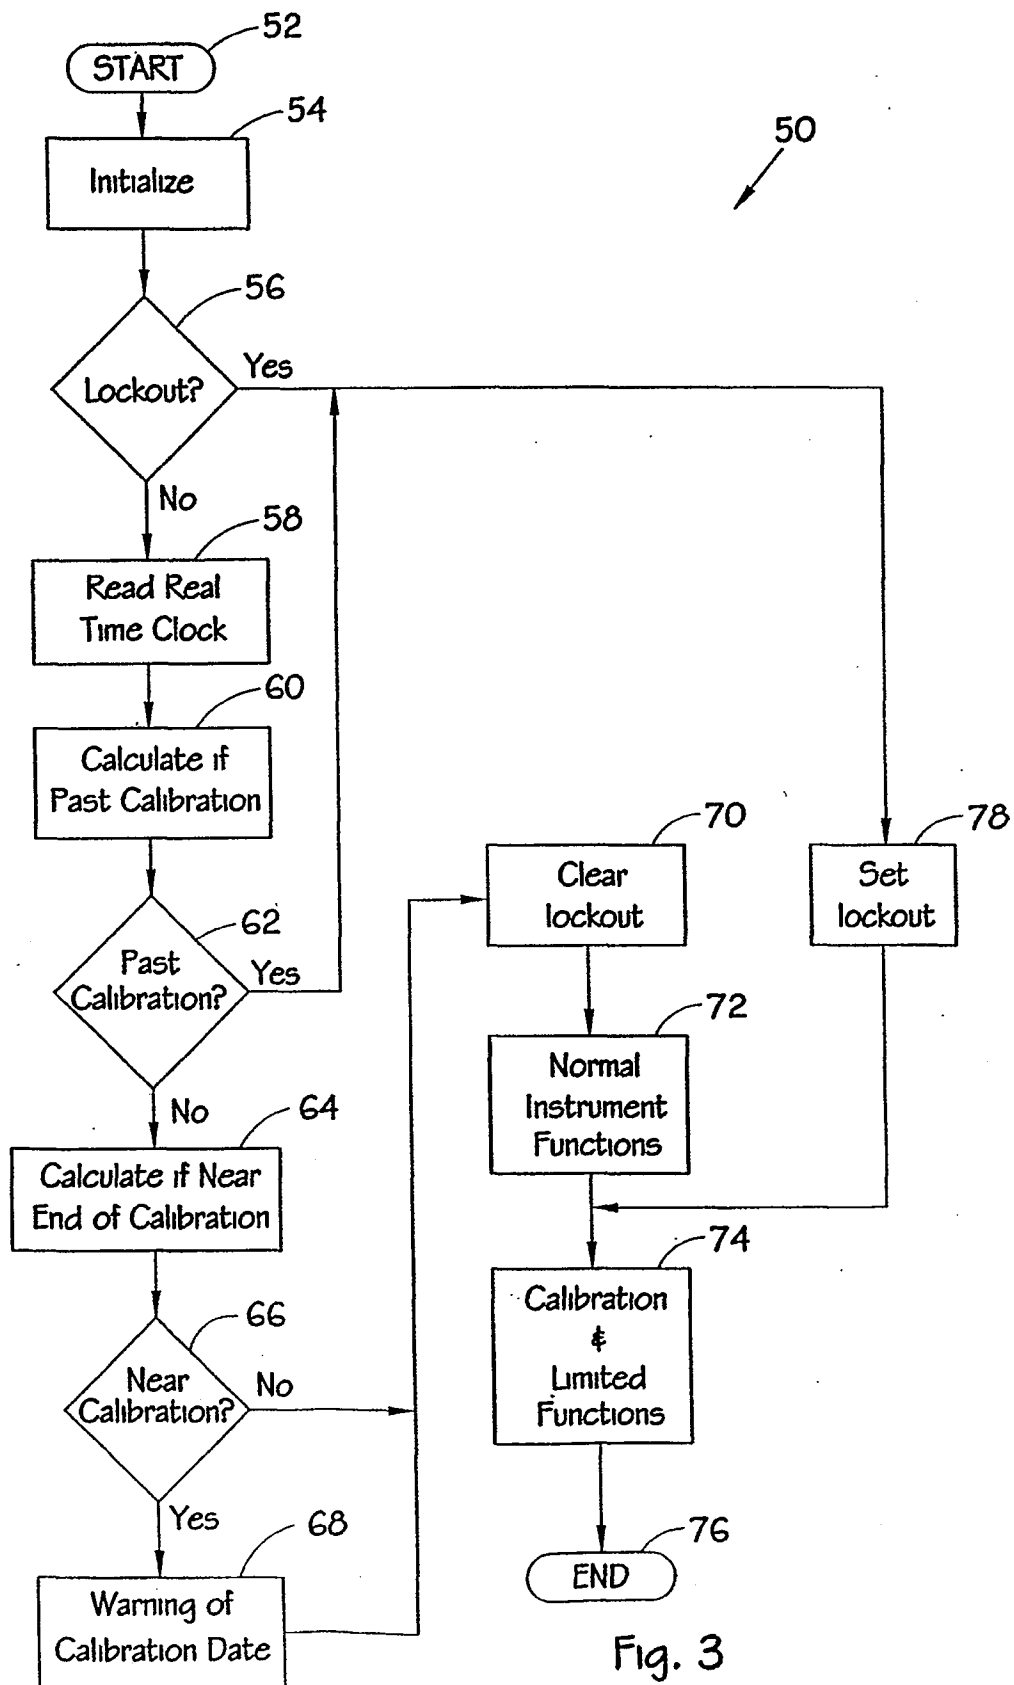 52
START
54
50
Initialize
56
Yes
Lockout?
No
58
Read Real
Time Clock
60
Calculate if
Past Calibration
70
78
Clear
lockout
Set
lockout
62
Past
Calibration?
Yes
72
Normal
Instrument
Functions
No
64
Calculate if Near
End of Calibration
74
Calibration
&
Limited
Functions
66
Near
Calibration?
No
Yes
68
76
END
Warning of
Calibration Date
Fig. 3